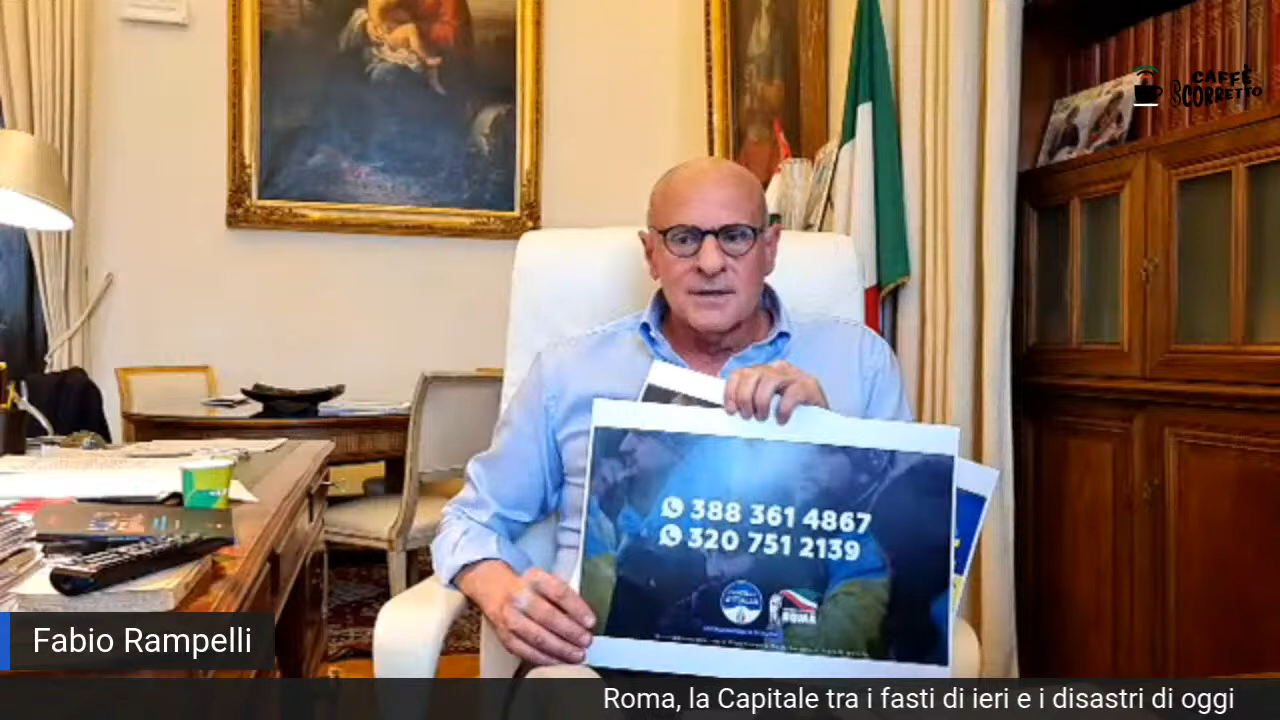 CAFFÈ
SCORRETTO
388 361 4867
320 751 2139
ROMA
Fabio Rampelli
Roma, la Capitale tra i fasti di ieri e i disastri di oggi